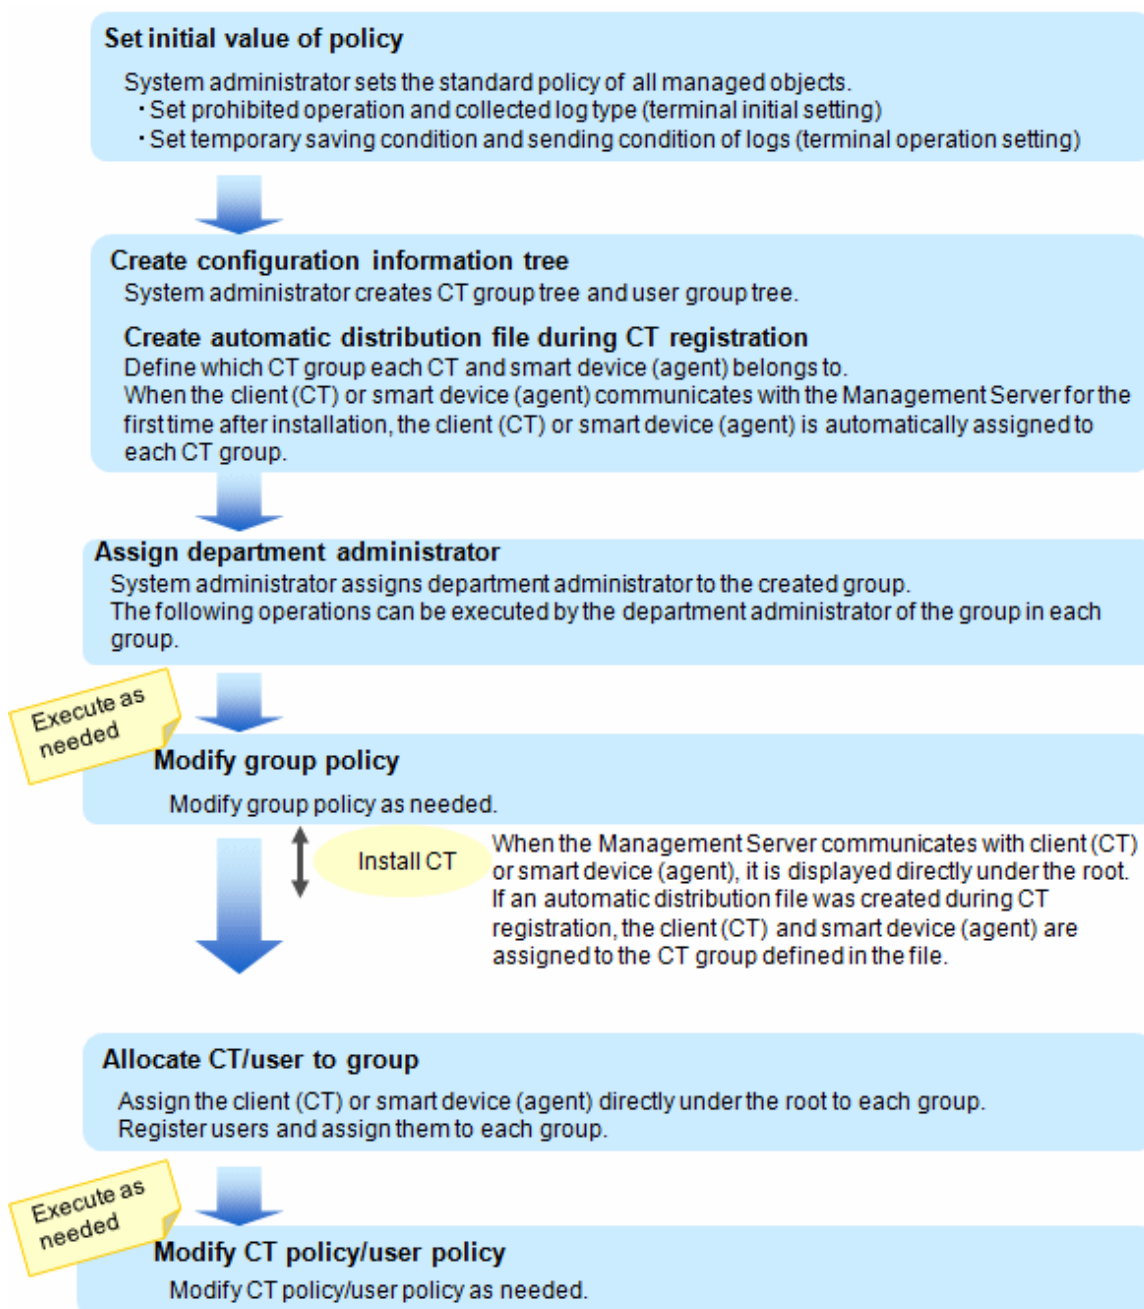 Set initial value of policy
System administrator sets the standard policy of all managed objects.
・Set prohibited operation and collected log type (terminal initial setting)
・Set temporary saving condition and sending condition of logs (terminal operation setting)
Create configuration information tree
System administrator creates CT group tree and user group tree.
Create automatic distribution file during CT registration
Define which CT group each CT and smart device (agent) belongs to.
When the client (CT) or smart device (agent) communicates with the Management Server for the
first time after installation, the client (CT) or smart device (agent) is automatically assigned to
each CT group.
Assign department administrator
System administrator assigns department administrator to the created group.
The following operations can be executed by the department administrator of the group in each
group.
Execute as
needed
Modify group policy
Modify group policy as needed.
Install CT
When the Management Server communicates with client (CT)
or smart device (agent), it is displayed directly under the root.
If an automatic distribution file was created during CT
registration, the client (CT) and smart device (agent) are
assigned to the CT group defined in the file.
Allocate CT/user to group
Assign the client (CT) or smart device (agent) directly under the root to each group.
Register users and assign them to each group.
Execute as
needed
Modify CT policy/user policy
Modify CT policy/user policy as needed.